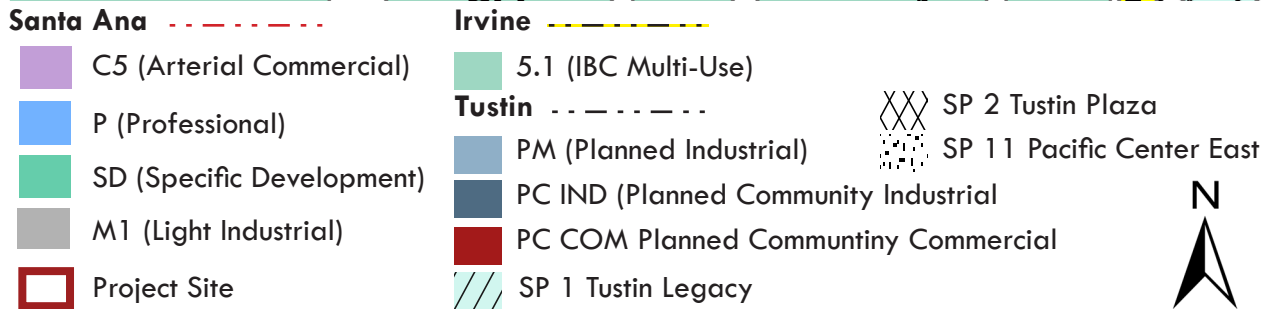 Santa Ana
C5 (Arterial Commercial)
P (Professional)
SD (Specific Development)
M1 (Light Industrial)
Project Site
Irvine
5.1 (IBC Multi-Use)
Tustin
PM (Planned Industrial)
PC IND (Planned Community Industrial
PC COM Planned Communtiny Commercial
SP 1 Tustin Legacy
SP 2 Tustin Plaza
SP 11 Pacific Center East
N